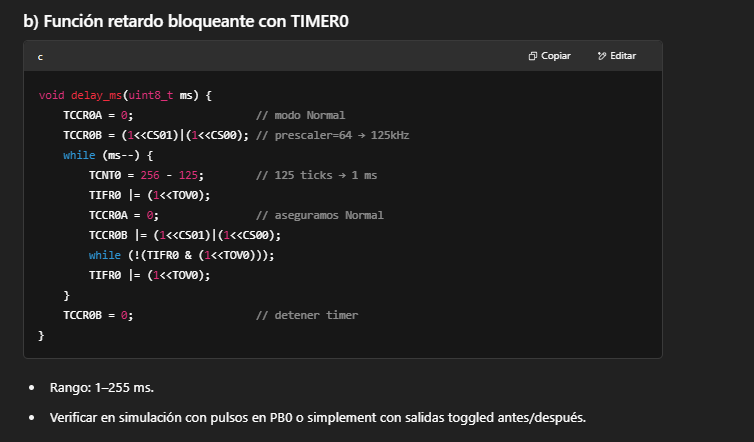 b) Función retardo bloqueante con TIMER0
c
Copiar
Editar
void delay_ms(uint8_t ms) {
    TCCR0A = 0;                   // modo Normal
    TCCR0B = (1<<CS01)|(1<<CS00); // prescaler=64 → 125kHz
    while (ms--) {
        TCNT0 = 256 - 125;        // 125 ticks → 1 ms
        TIFR0 |= (1<<TOV0);
        TCCR0A = 0;               // aseguramos Normal
        TCCR0B |= (1<<CS01)|(1<<CS00);
        while (!(TIFR0 & (1<<TOV0)));
        TIFR0 |= (1<<TOV0);
    }
    TCCR0B = 0;                   // detener timer
}
• Rango: 1–255 ms.
• Verificar en simulación con pulsos en PB0 o simplement con salidas toggled antes/después.